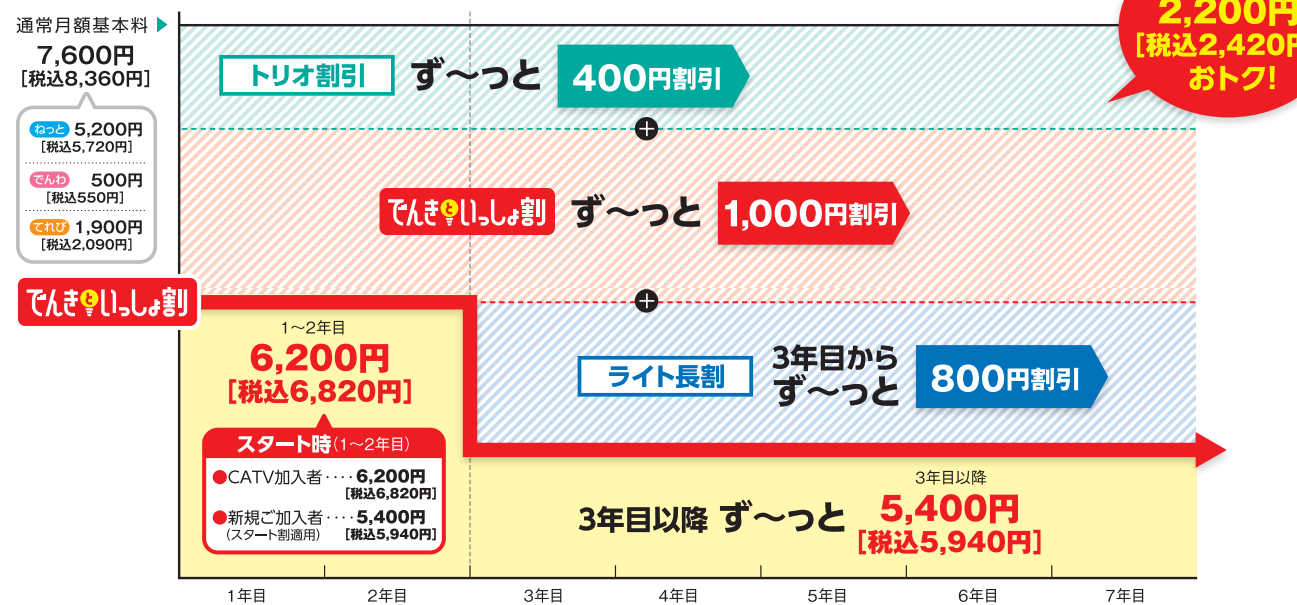 通常月額基本料
7,600円
[税込8,360円]
ねっと 5,200円
[税込5,720円]
でんわ 500円
[税込550円]
てれび 1,900円
[税込2,090円]
2,200円
[税込2,420円
おトク!
トリオ割引 ず〜っと 400円割引
+
でんきといっしょ割 ず〜っと 1,000円割引
+
でんきといっしょ割
1〜2年目
6,200円
[税込6,820円]
スタート時(1〜2年目)
●CATV加入者‥‥6,200円
[税込6,820円]
●新規ご加入者‥‥5,400円
(スタート割適用) [税込5,940円]
ライト長割
3年目から
ず〜っと
800円割引
3年目以降 ず〜っと
3年目以降
5,400円
[税込5,940円]
1年目 2年目 3年目 4年目 5年目 6年目 7年目